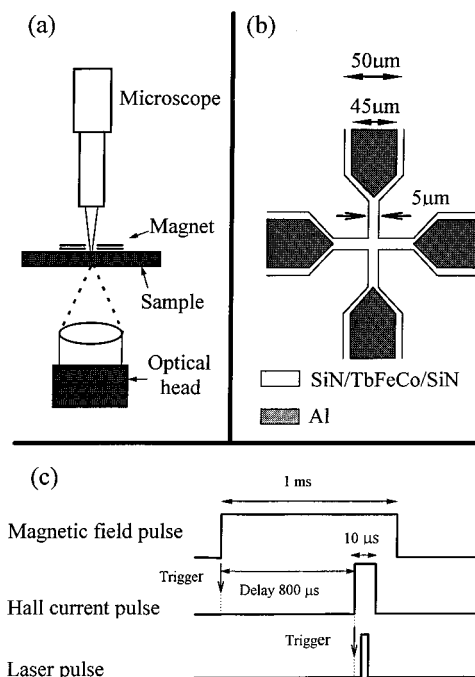 (a)
Microscope
Magnet
Sample
Optical
head
(b)
50μm
45μm
5μm
SiN/TbFeCo/SiN
Al
(c)
1 ms
Magnetic field pulse
10 μs
Trigger
Delay 800 μs
Hall current pulse
Trigger
Laser pulse